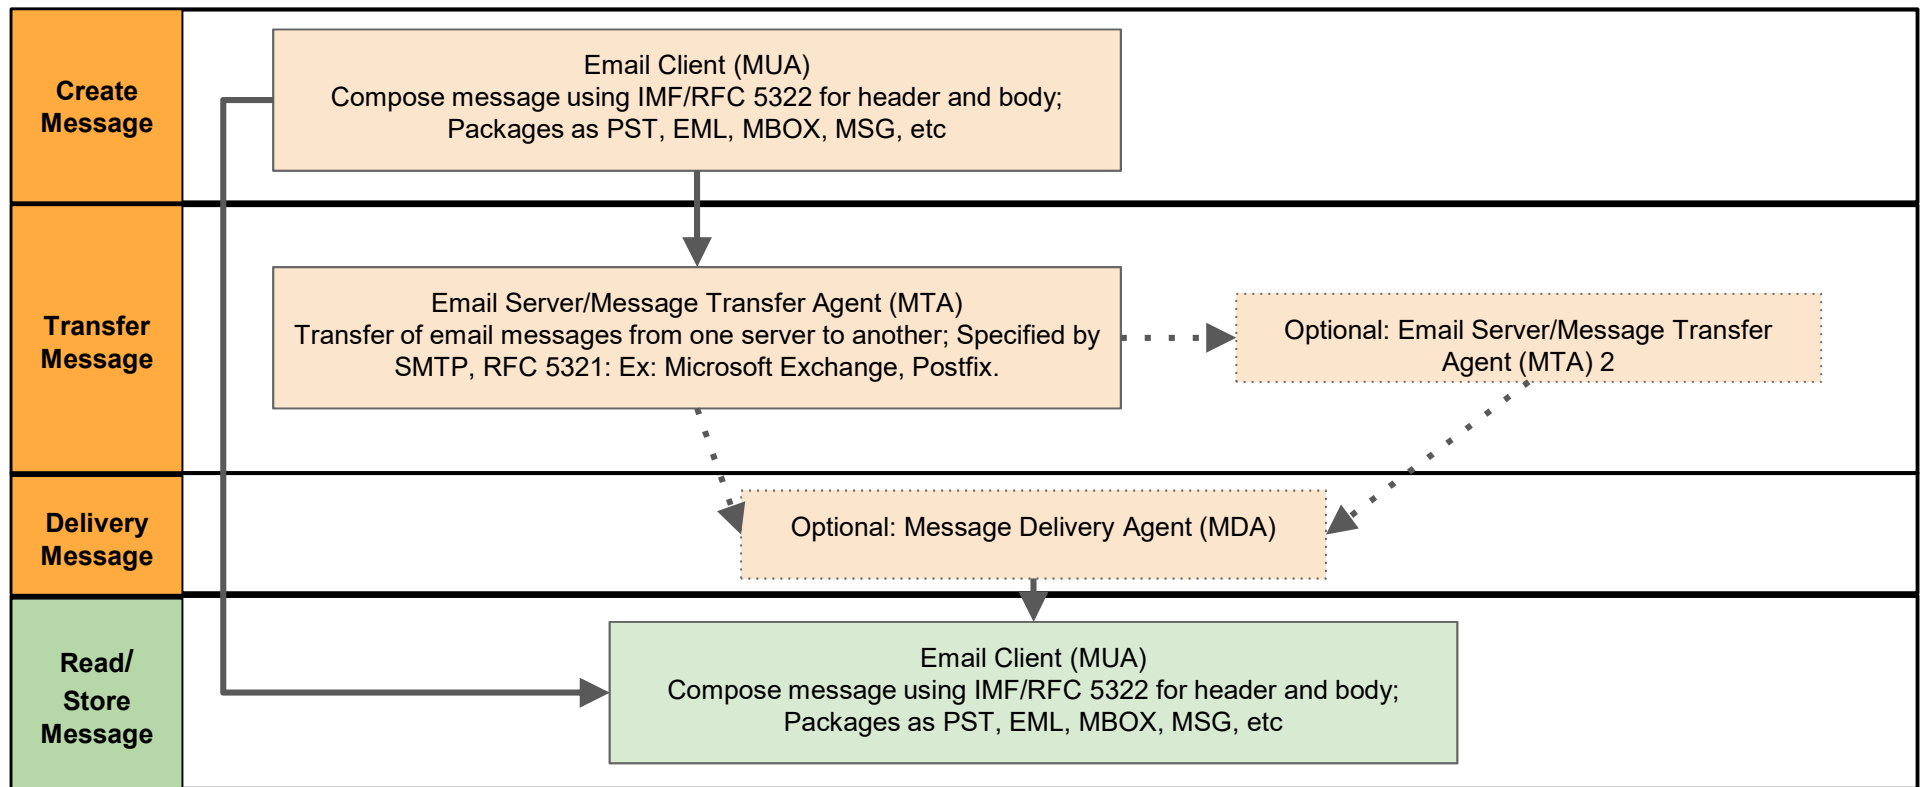 Create
Message
Email Client (MUA)
Compose message using IMF/RFC 5322 for header and body;
Packages as PST, EML, MBOX, MSG, etc
Transfer
Message
Email Server/Message Transfer Agent (MTA)
Transfer of email messages from one server to another; Specified by
SMTP, RFC 5321: Ex: Microsoft Exchange, Postfix.
Optional: Email Server/Message Transfer
Agent (MTA) 2
Delivery
Message
Optional: Message Delivery Agent (MDA)
Read/
Store
Message
Email Client (MUA)
Compose message using IMF/RFC 5322 for header and body;
Packages as PST, EML, MBOX, MSG, etc